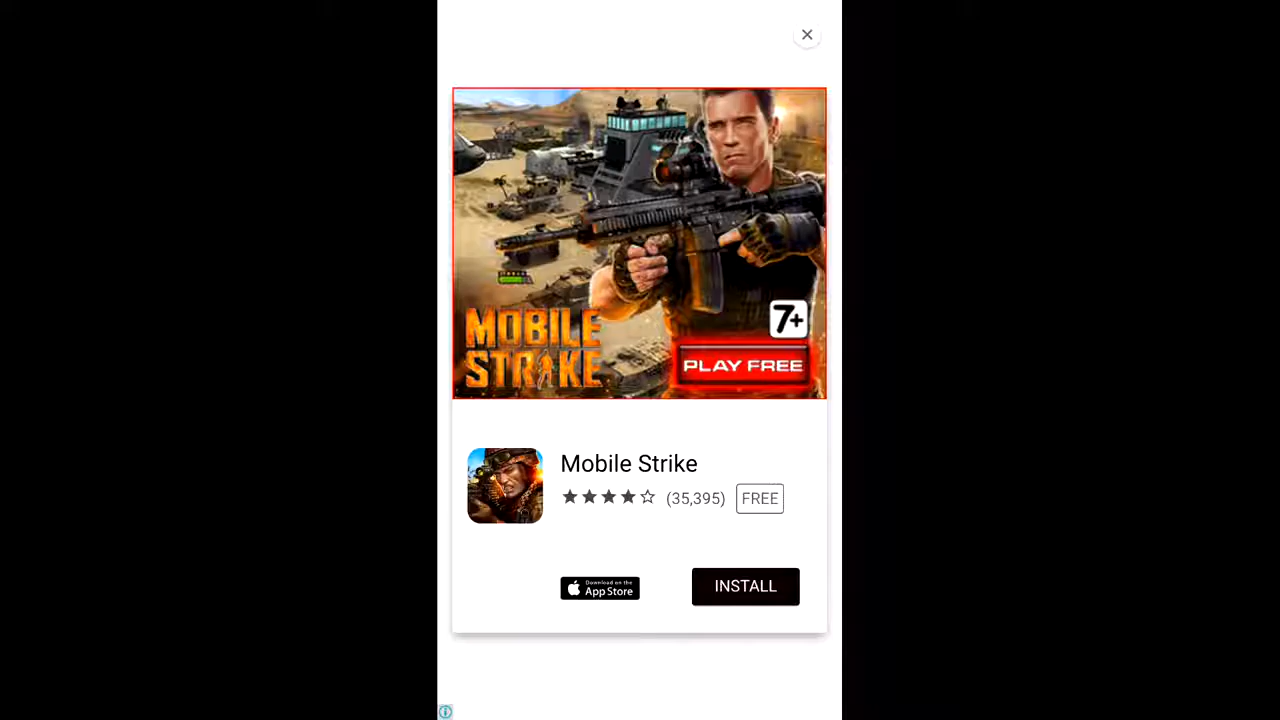 7+
MOBILE
STRIKE
PLAY FREE
Mobile Strike
(35,395) FREE
Download on the
App Store
INSTALL